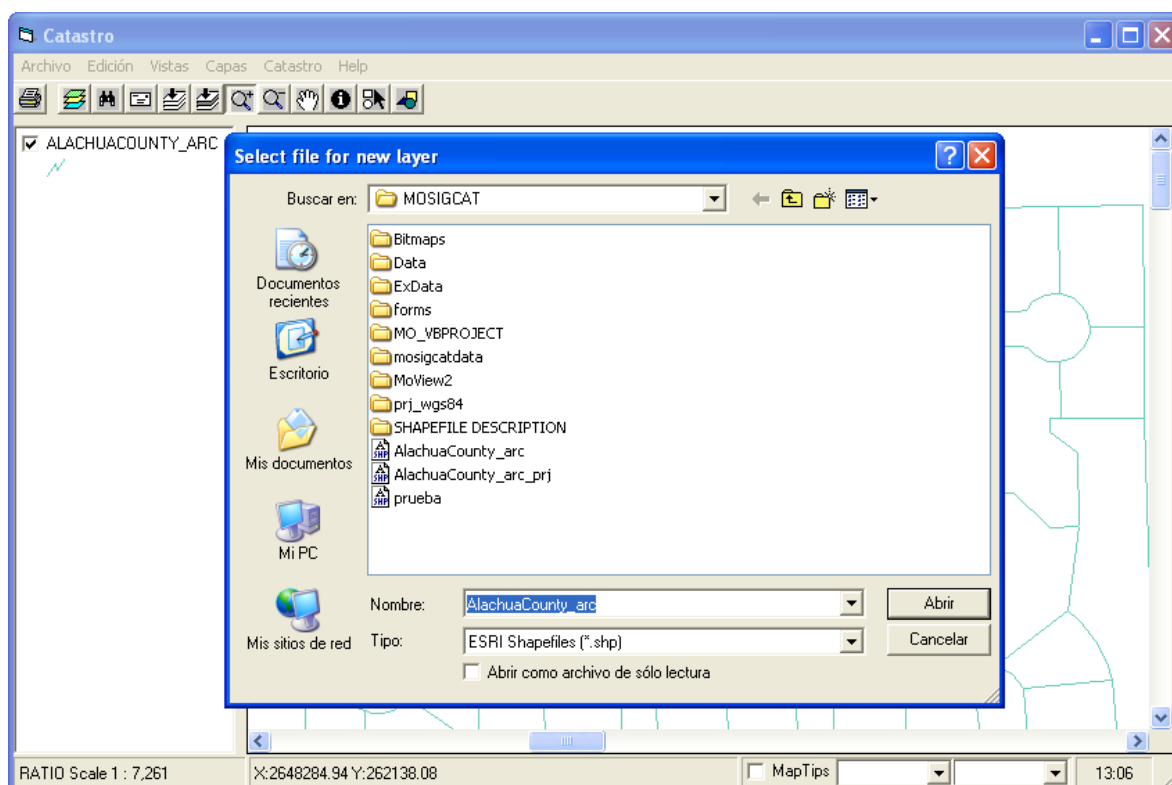 Catastro
Archivo Edición Vistas Capas Catastro Help
ALACHUACOUNTY_ARC
Select file for new layer
Buscar en: MOSIGCAT
Documentos
recientes
Escritorio
Mis documentos
Mi PC
Mis sitios de red
Bitmaps
Data
ExData
forms
MO_VBPROJECT
mosigcatdata
MoView2
prj_wgs84
SHAPEFILE DESCRIPTION
AlachuaCounty_arc
AlachuaCounty_arc_prj
prueba
Nombre: AlachuaCounty_arc Abrir
Tipo: ESRI Shapefiles (*.shp) Cancelar
Abrir como archivo de sólo lectura
RATIO Scale 1 : 7,261 X:2648284.94 Y:262138.08 MapTips 13:06